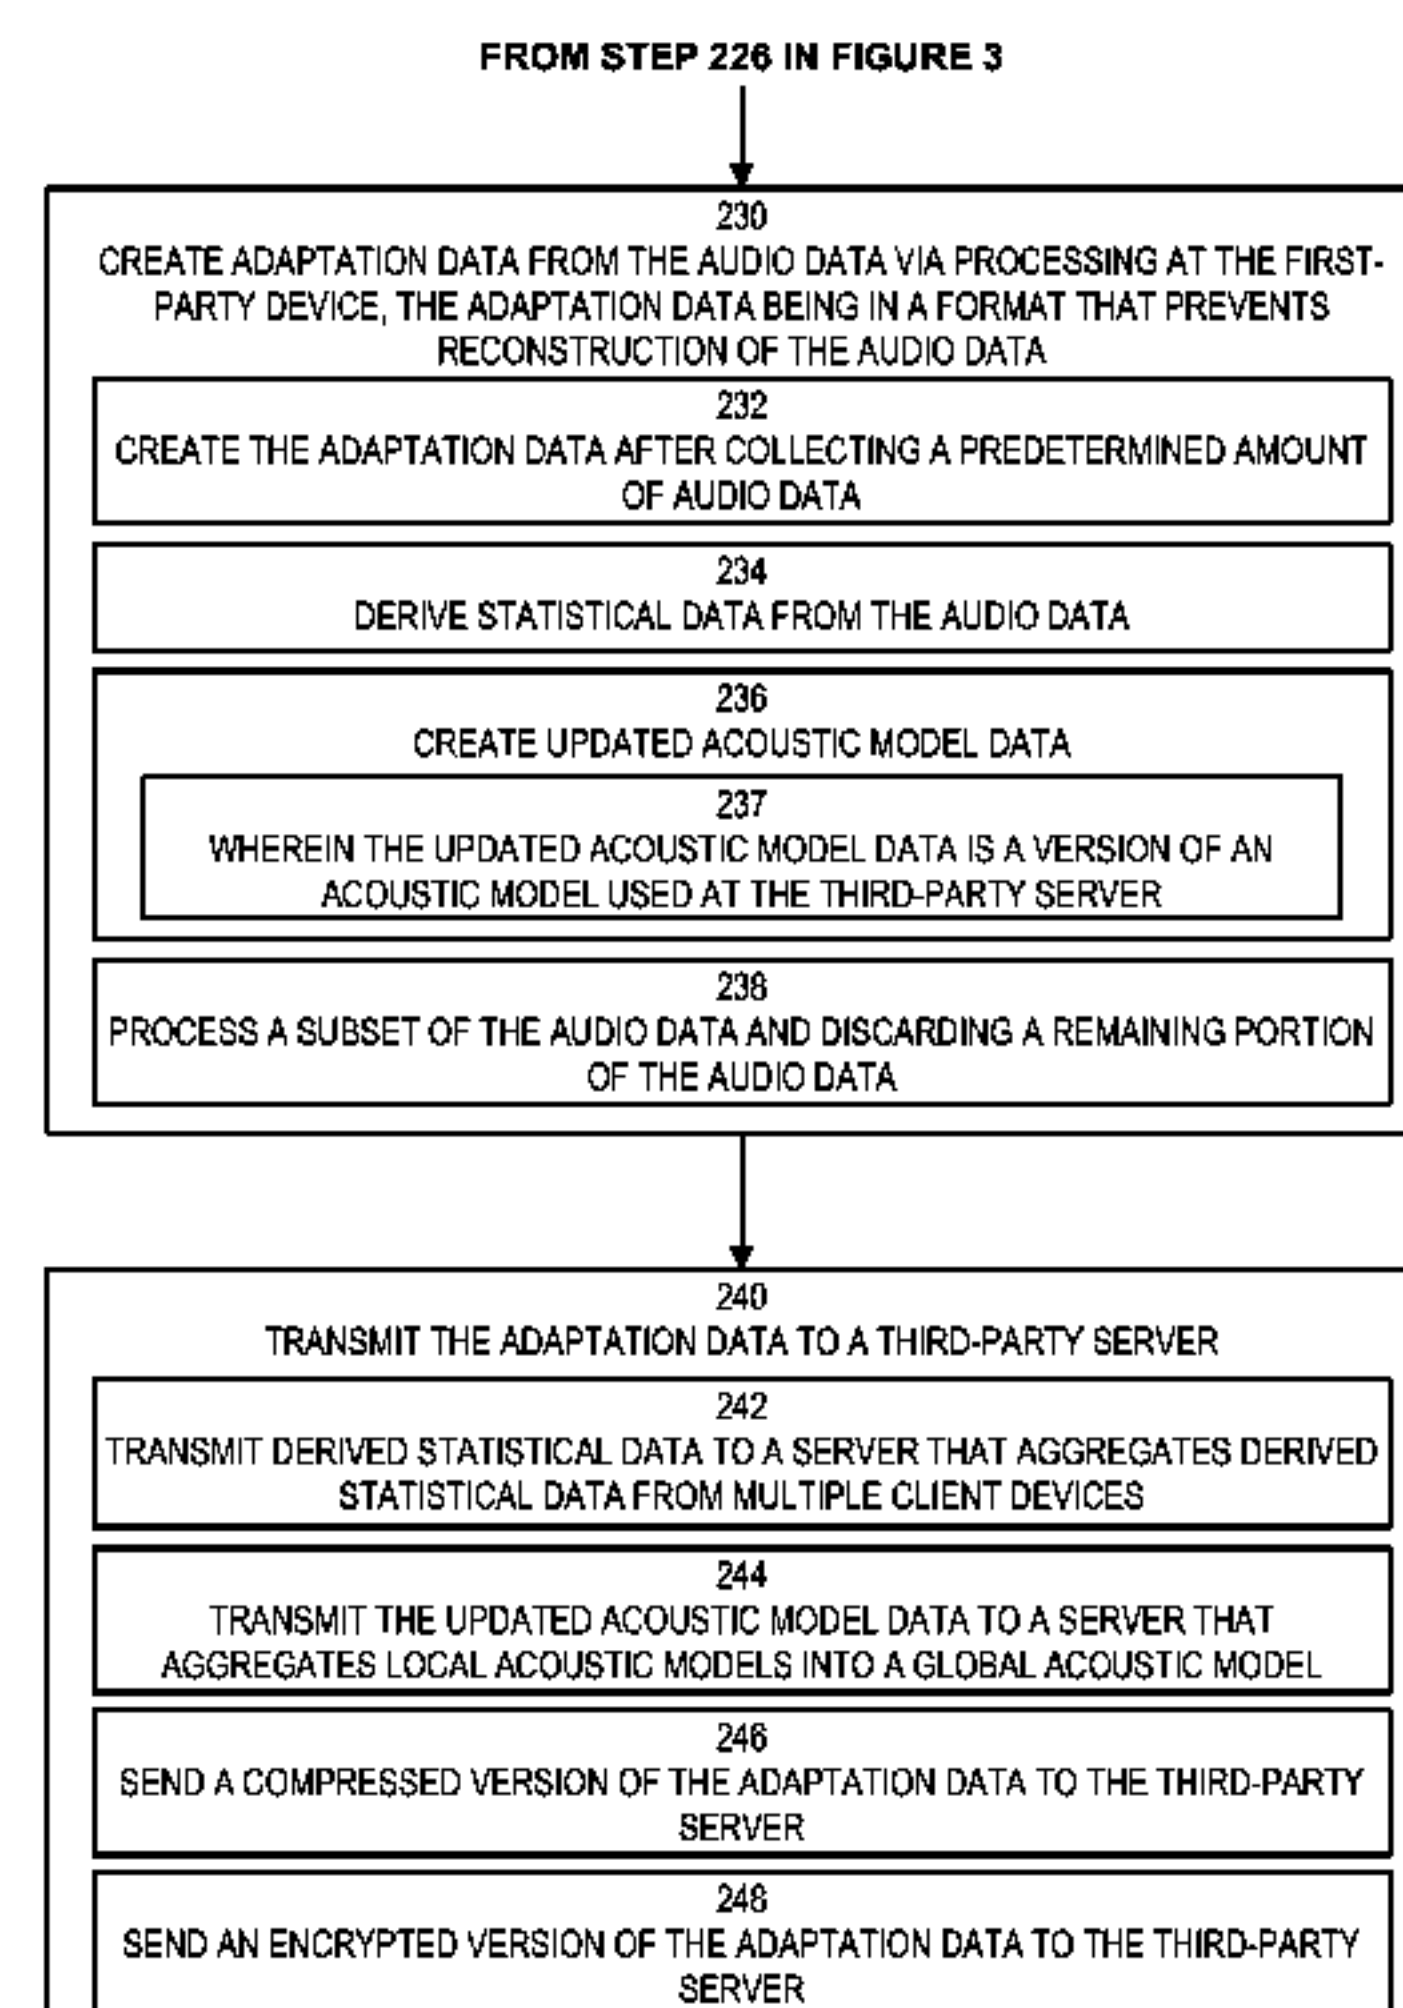 FROM STEP 226 IN FIGURE 3
230
CREATE ADAPTATION DATA FROM THE AUDIO DATA VIA PROCESSING AT THE FIRST-
PARTY DEVICE, THE ADAPTATION DATA BEING IN A FORMAT THAT PREVENTS
RECONSTRUCTION OF THE AUDIO DATA
232
CREATE THE ADAPTATION DATA AFTER COLLECTING A PREDETERMINED AMOUNT
OF AUDIO DATA
234
DERIVE STATISTICAL DATA FROM THE AUDIO DATA
236
CREATE UPDATED ACOUSTIC MODEL DATA
237
WHEREIN THE UPDATED ACOUSTIC MODEL DATA IS A VERSION OF AN
ACOUSTIC MODEL USED AT THE THIRD-PARTY SERVER
238
PROCESS A SUBSET OF THE AUDIO DATA AND DISCARDING A REMAINING PORTION
OF THE AUDIO DATA
240
TRANSMIT THE ADAPTATION DATA TO A THIRD-PARTY SERVER
242
TRANSMIT DERIVED STATISTICAL DATA TO A SERVER THAT AGGREGATES DERIVED
STATISTICAL DATA FROM MULTIPLE CLIENT DEVICES
244
TRANSMIT THE UPDATED ACOUSTIC MODEL DATA TO A SERVER THAT
AGGREGATES LOCAL ACOUSTIC MODELS INTO A GLOBAL ACOUSTIC MODEL
246
SEND A COMPRESSED VERSION OF THE ADAPTATION DATA TO THE THIRD-PARTY
SERVER
248
SEND AN ENCRYPTED VERSION OF THE ADAPTATION DATA TO THE THIRD-PARTY
SERVER